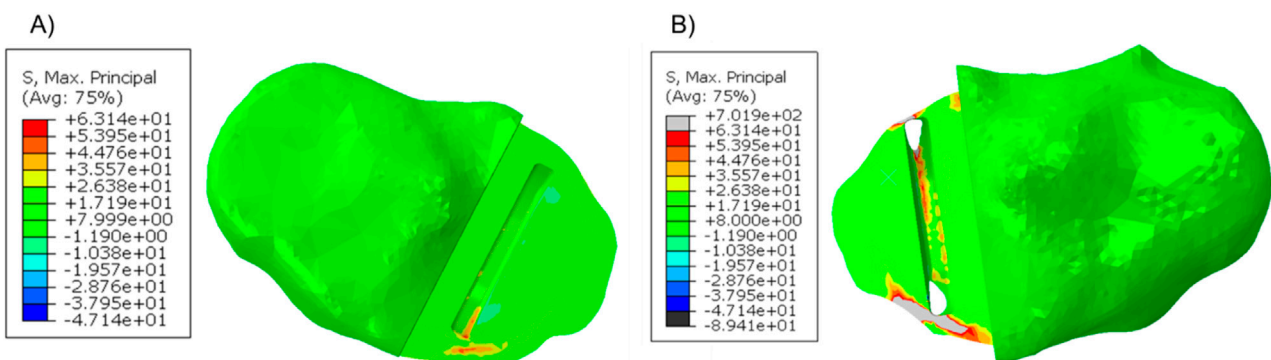 A)
S, Max. Principal
(Avg: 75%)
+6.314e+01
+5.395e+01
+4.476e+01
+3.557e+01
+2.638e+01
+1.719e+01
+7.999e+00
-1.190e+00
-1.038e+01
-1.957e+01
-2.876e+01
-3.795e+01
-4.714e+01
B)
S, Max. Principal
(Avg: 75%)
+7.019e+02
+6.314e+01
+5.395e+01
+4.476e+01
+3.557e+01
+2.638e+01
+1.719e+01
+8.000e+00
-1.190e+00
-1.038e+01
-1.957e+01
-2.876e+01
-3.795e+01
-4.714e+01
-8.941e+01